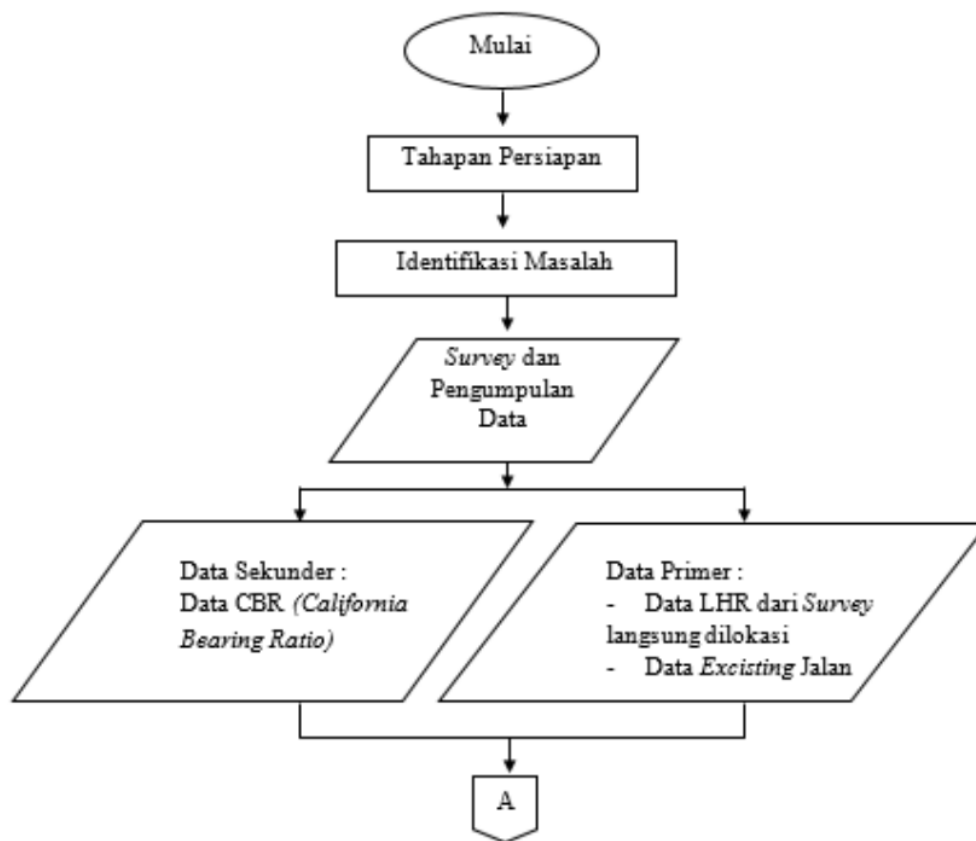 Mulai
Tahapan Persiapan
Identifikasi Masalah
Survey dan
Pengumpulan
Data
Data Sekunder :
Data CBR (California
Bearing Ratio)
Data Primer :
- Data LHR dari Survey
langsung dilokasi
- Data Excisting Jalan
A